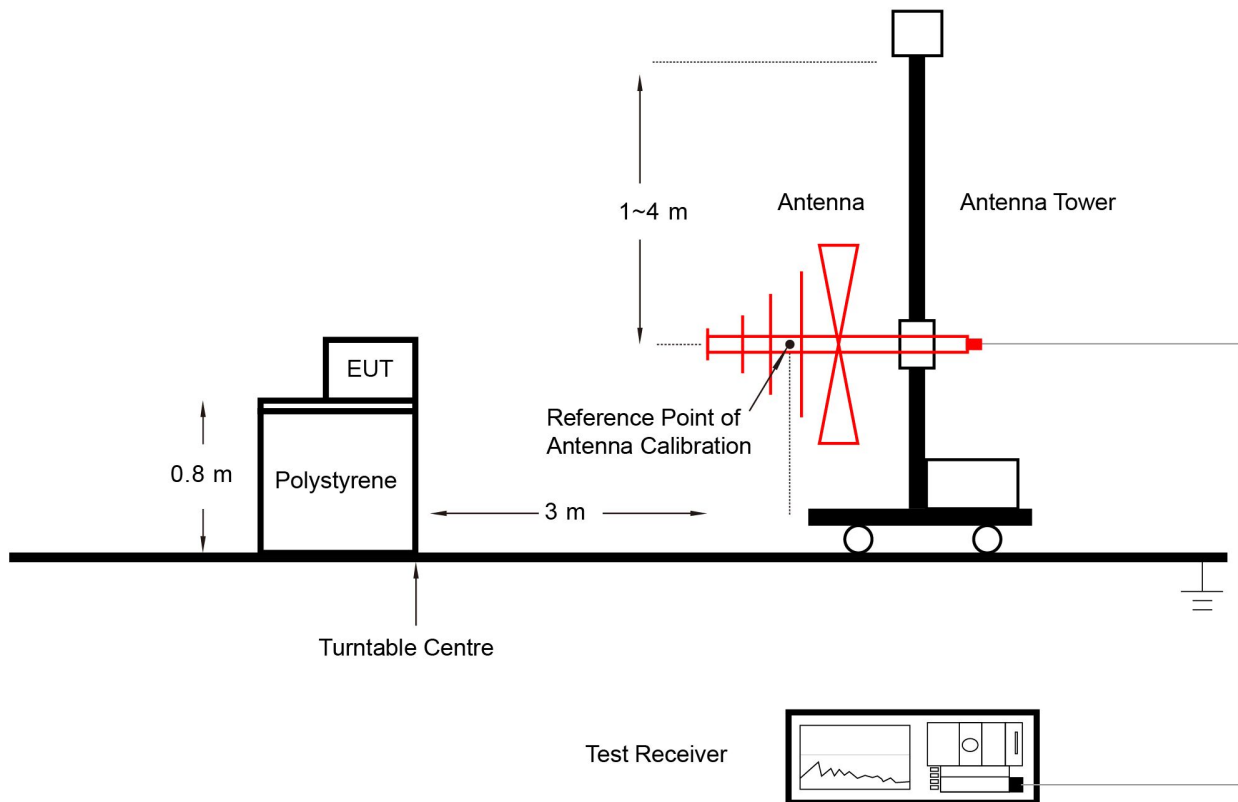 1~4 m
Antenna
Antenna Tower
EUT
Reference Point of
Antenna Calibration
0.8 m
Polystyrene
3 m
Turntable Centre
Test Receiver